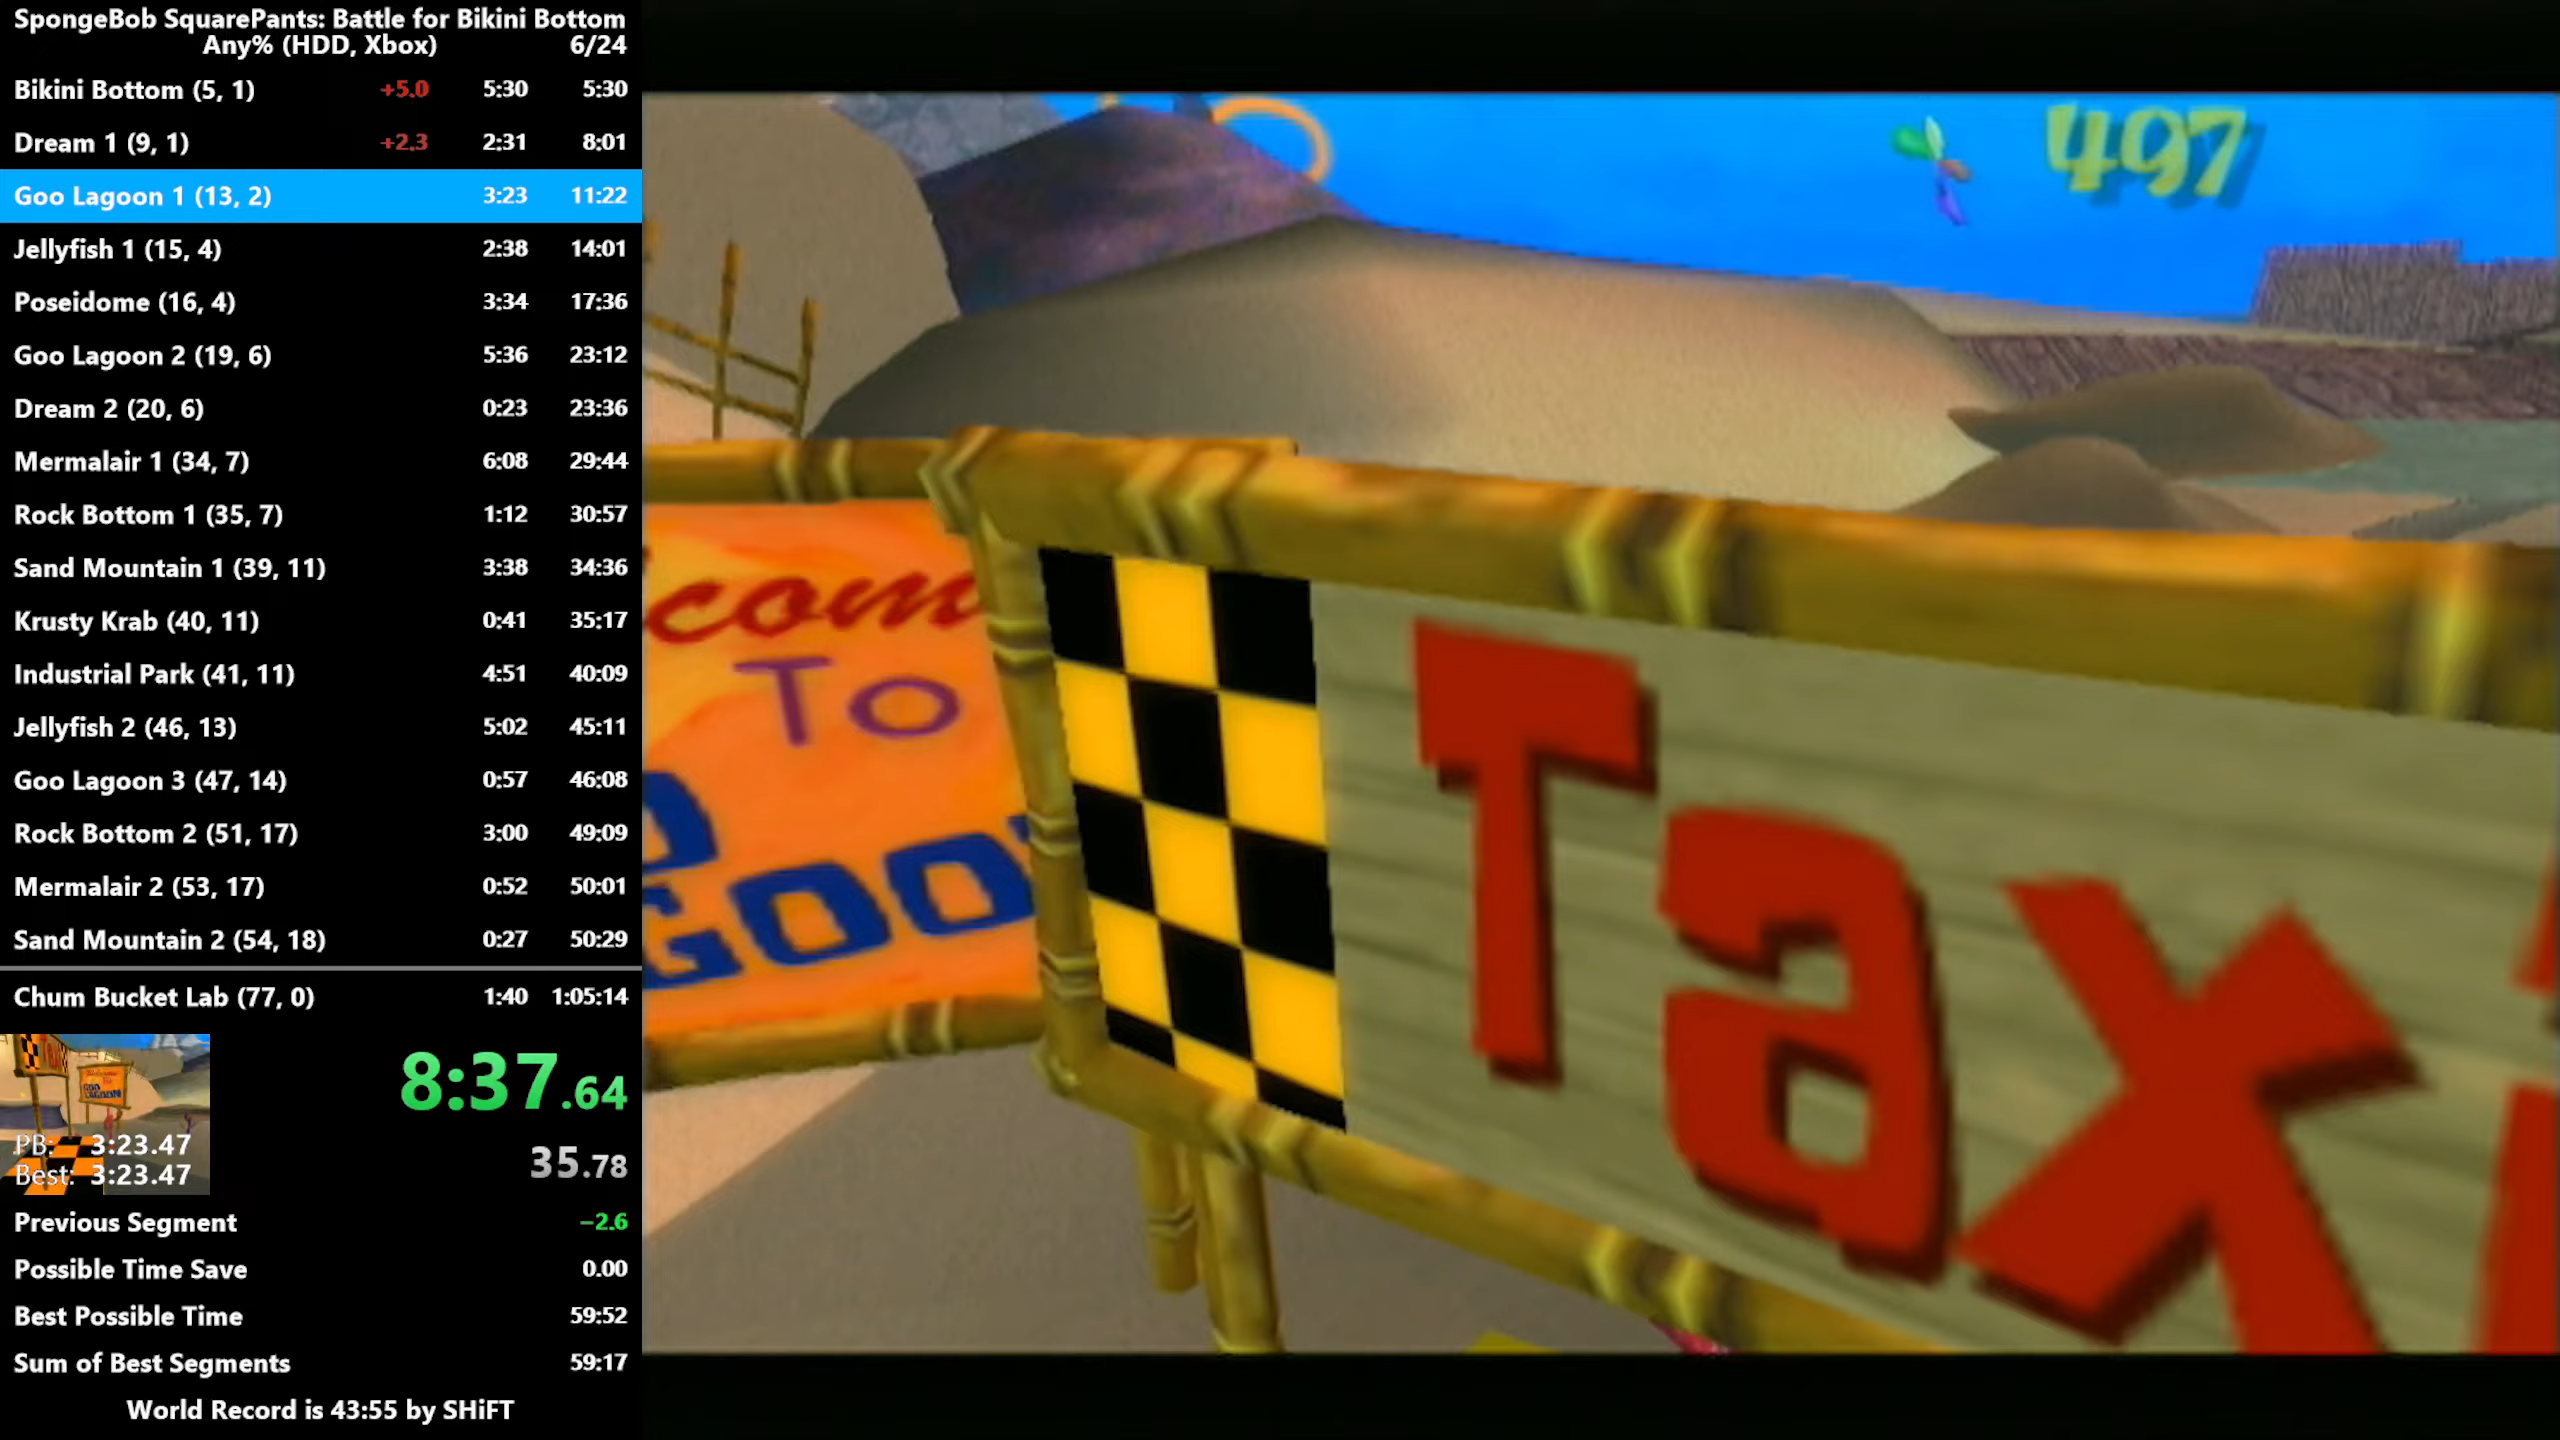 SpongeBob SquarePants: Battle for Bikini Bottom
Any% (HDD, Xbox) 6/24
Bikini Bottom (5, 1) +5.0 5:30 5:30
Dream 1 (9, 1) +2.3 2:31 8:01
Goo Lagoon 1 (13, 2) 3:23 11:22
Jellyfish 1 (15, 4) 2:38 14:01
Poseidome (16, 4) 3:34 17:36
Goo Lagoon 2 (19, 6) 5:36 23:12
Dream 2 (20, 6) 0:23 23:36
Mermalair 1 (34, 7) 6:08 29:44
Rock Bottom 1 (35, 7) 1:12 30:57
Sand Mountain 1 (39, 11) 3:38 34:36
Krusty Krab (40, 11) 0:41 35:17
Industrial Park (41, 11) 4:51 40:09
Jellyfish 2 (46, 13) 5:02 45:11
Goo Lagoon 3 (47, 14) 0:57 46:08
Rock Bottom 2 (51, 17) 3:00 49:09
Mermalair 2 (53, 17) 0:52 50:01
Sand Mountain 2 (54, 18) 0:27 50:29
Chum Bucket Lab (77, 0) 1:40 1:05:14
8:37.64
PB: 3:23.47
Best: 3:23.47
35.78
Previous Segment −2.6
Possible Time Save 0.00
Best Possible Time 59:52
Sum of Best Segments 59:17
World Record is 43:55 by SHiFT
497
com
To
GOO
Tax